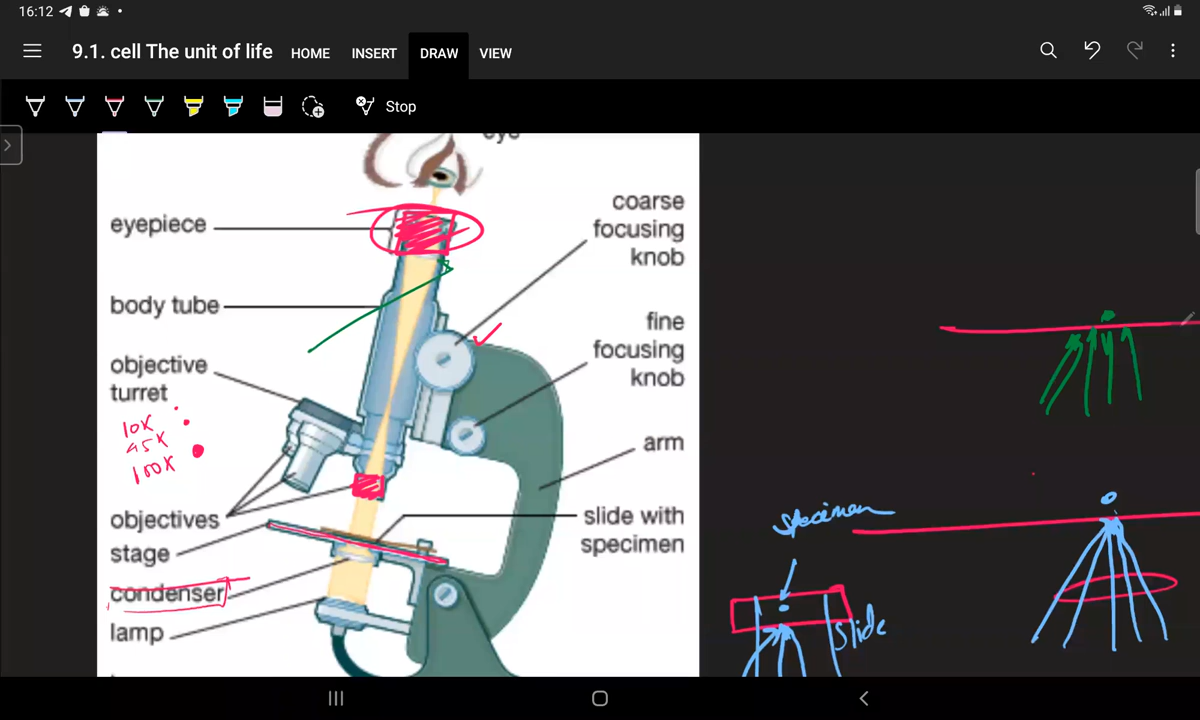 16:12
9.1. cell The unit of life
HOME
INSERT
DRAW
VIEW
Stop
eye
eyepiece
body tube
objective
turret
10x
45x
100x
objectives
stage
condenser
lamp
coarse
focusing
knob
fine
focusing
knob
arm
slide with
specimen
specimen
slide